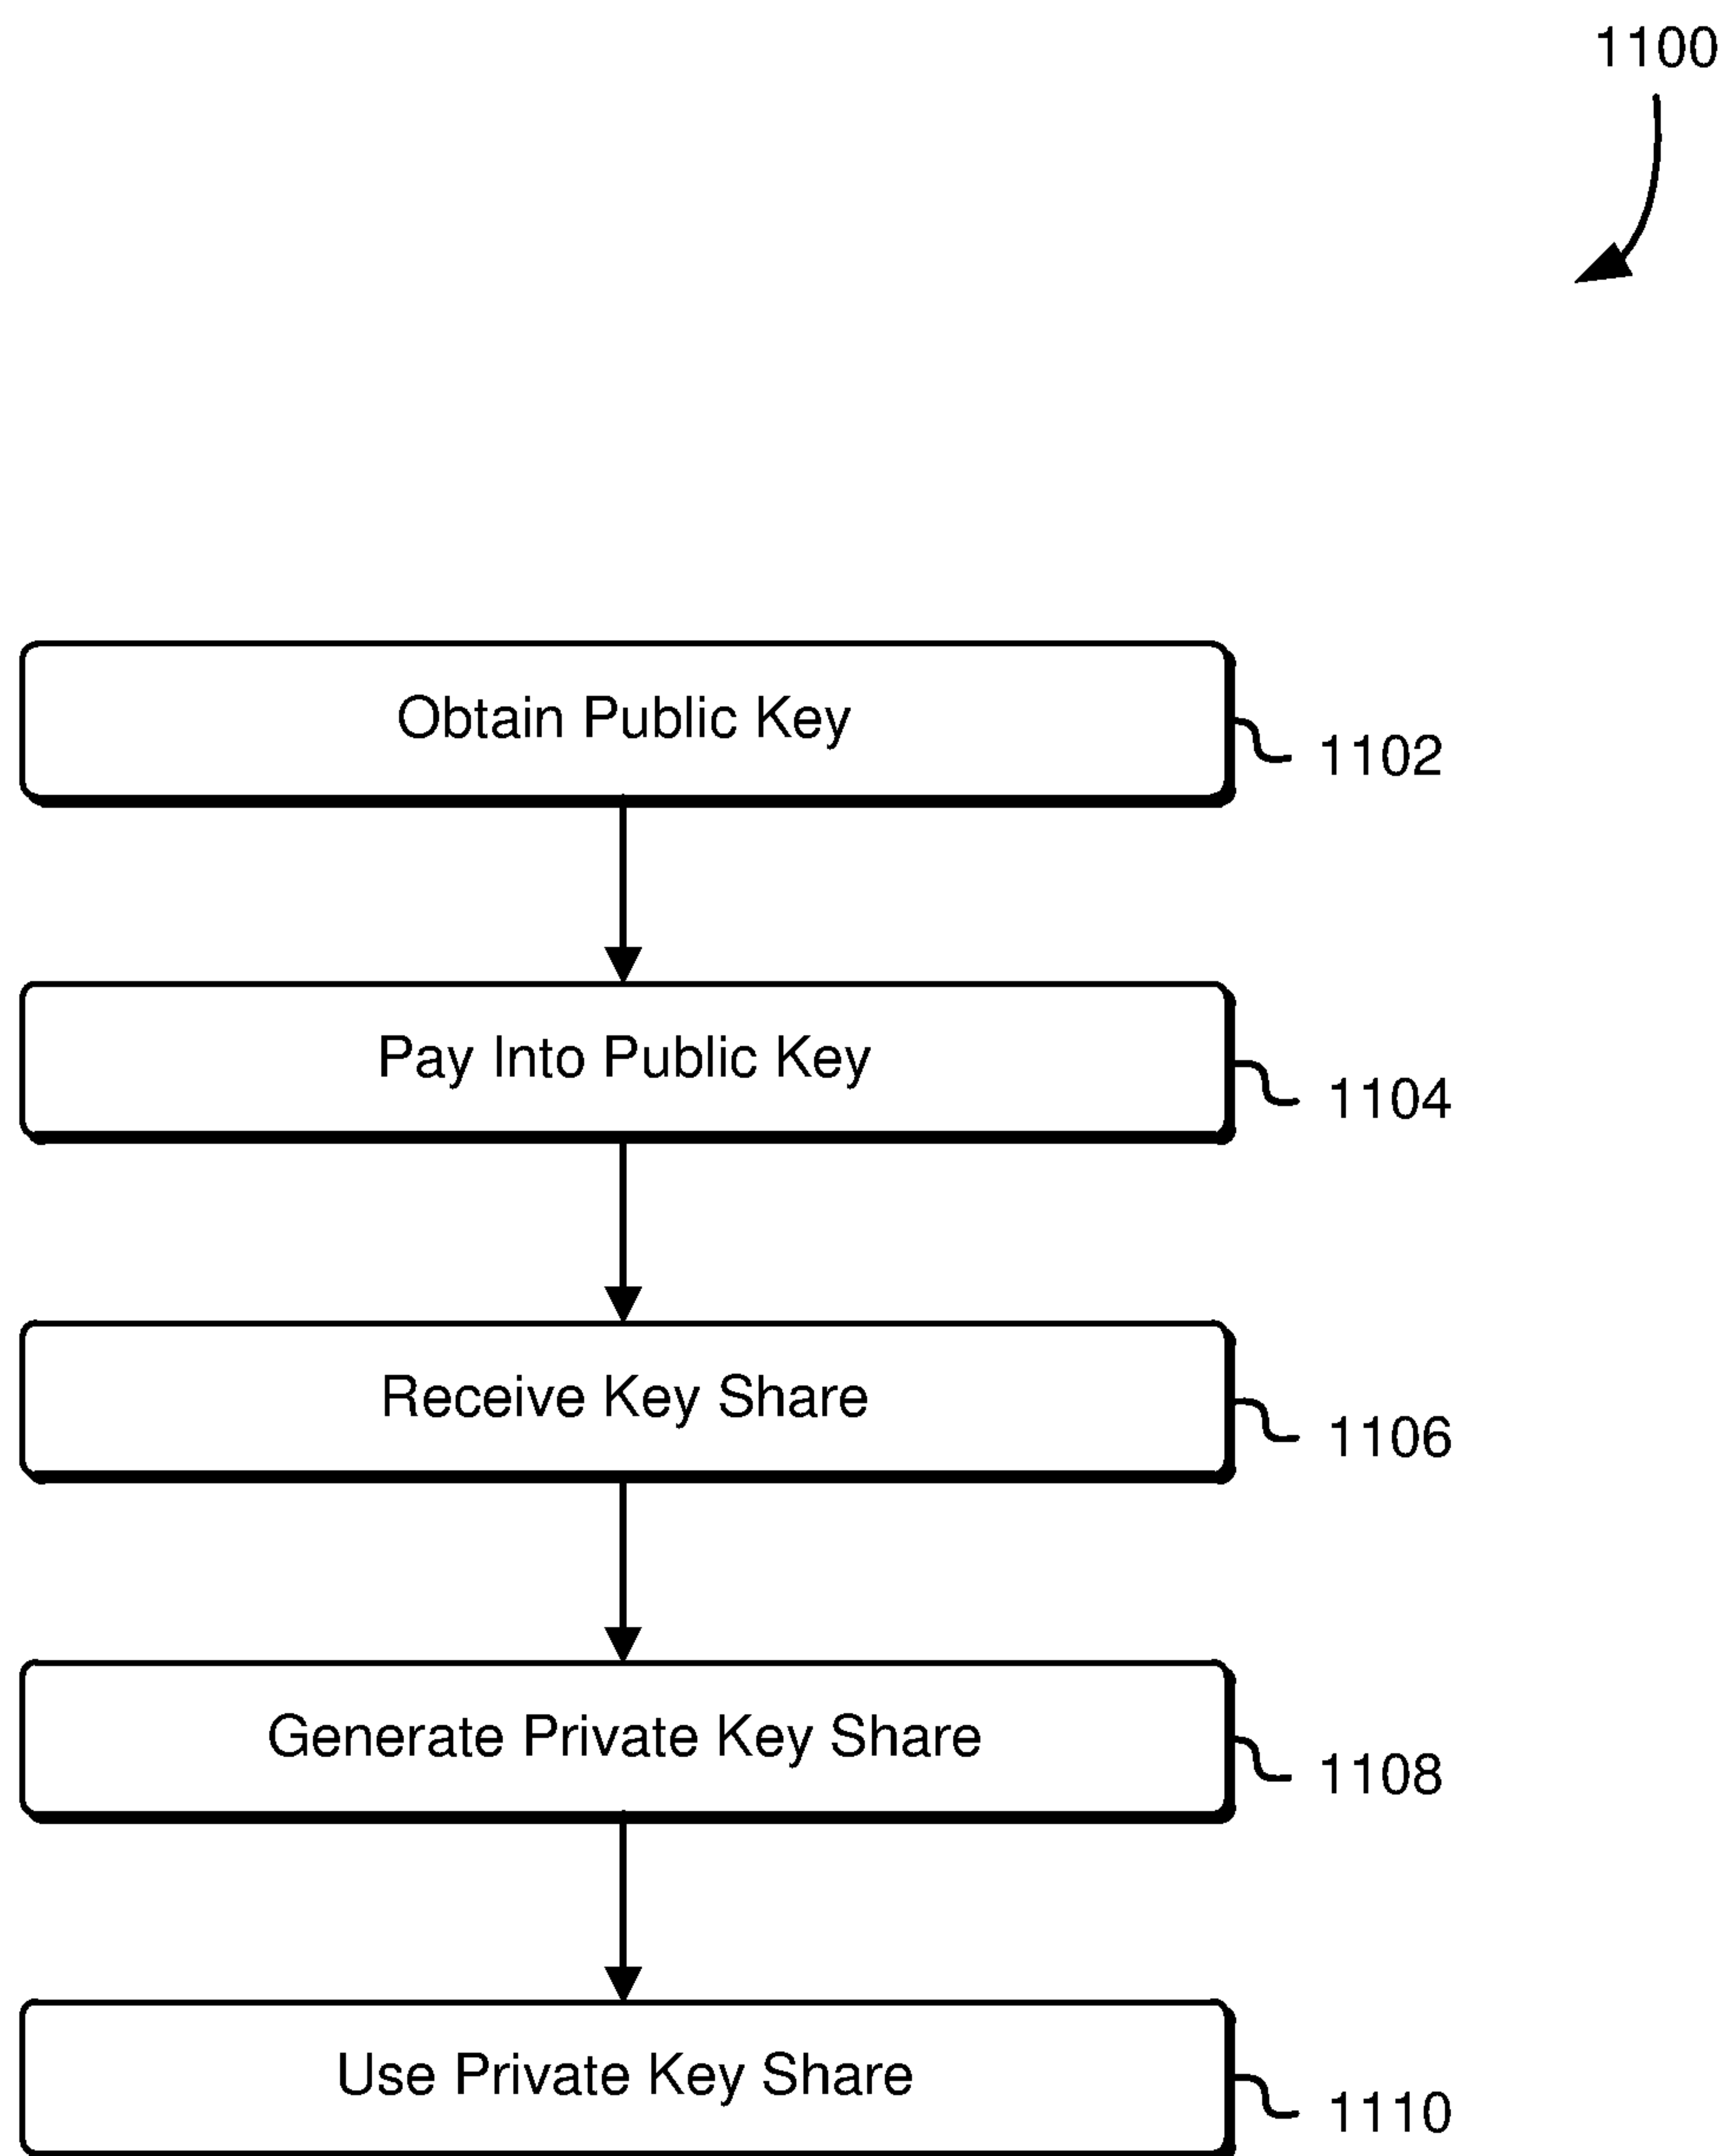 1100
Obtain Public Key
1102
Pay Into Public Key
1104
Receive Key Share
1106
Generate Private Key Share
1108
Use Private Key Share
1110